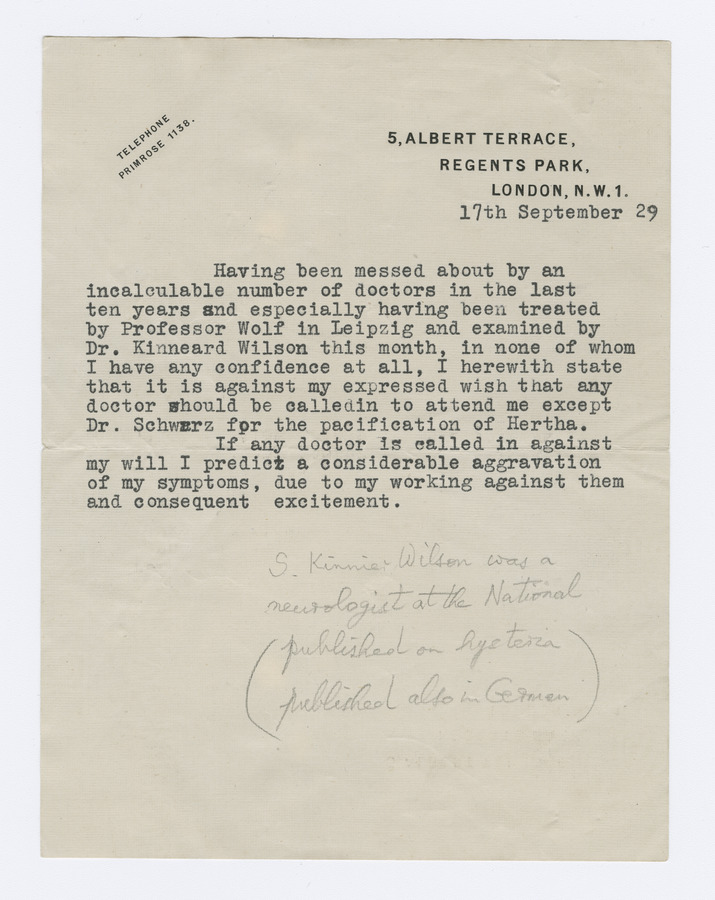 TELEPHONE
PRIMROSE 1138.
5, ALBERT TERRACE,
REGENTS PARK,
LONDON, N.W.1.
17th September 29
Having been messed about by an
incalculable number of doctors in the last
ten years and especially having been treated
by Professor Wolf in Leipzig and examined by
Dr. Kinneard Wilson this month, in none of whom
I have any confidence at all, I herewith state
that it is against my expressed wish that any
doctor should be calledin to attend me except
Dr. Schwarz for the pacification of Hertha.
If any doctor is called in against
my will I predict a considerable aggravation
of my symptoms, due to my working against them
and consequent excitement.
S. Kinnier Wilson was a
neurologist at the National
(published on hysteria
published also in German)